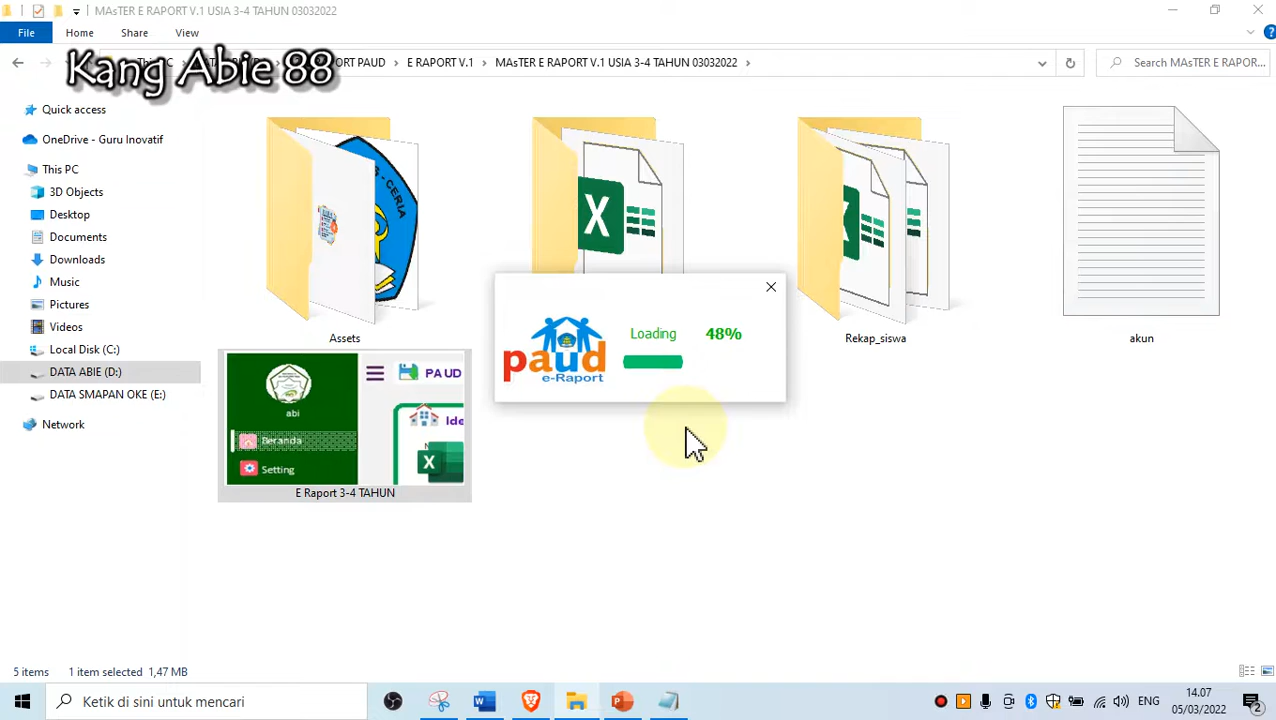 MAsTER E RAPORT V.1 USIA 3-4 TAHUN 03032022
File Home Share View
Kang Abie 88
PORT PAUD E RAPORT V.1 MAsTER E RAPORT V.1 USIA 3-4 TAHUN 03032022
Search MAsTER E RAPOR...
Quick access
OneDrive - Guru Inovatif
This PC
3D Objects
Desktop
Documents
Downloads
Music
Pictures
Videos
Local Disk (C:)
DATA ABIE (D:)
DATA SMAPAN OKE (E:)
Network
S - CERIA
X
Assets
Rekap_siswa
akun
paud
e-Raport
Loading 48%
abi
Beranda
Setting
PAUD
Ide
X
E Raport 3-4 TAHUN
5 items 1 item selected 1,47 MB
Ketik di sini untuk mencari
ENG
14.07
05/03/2022
2